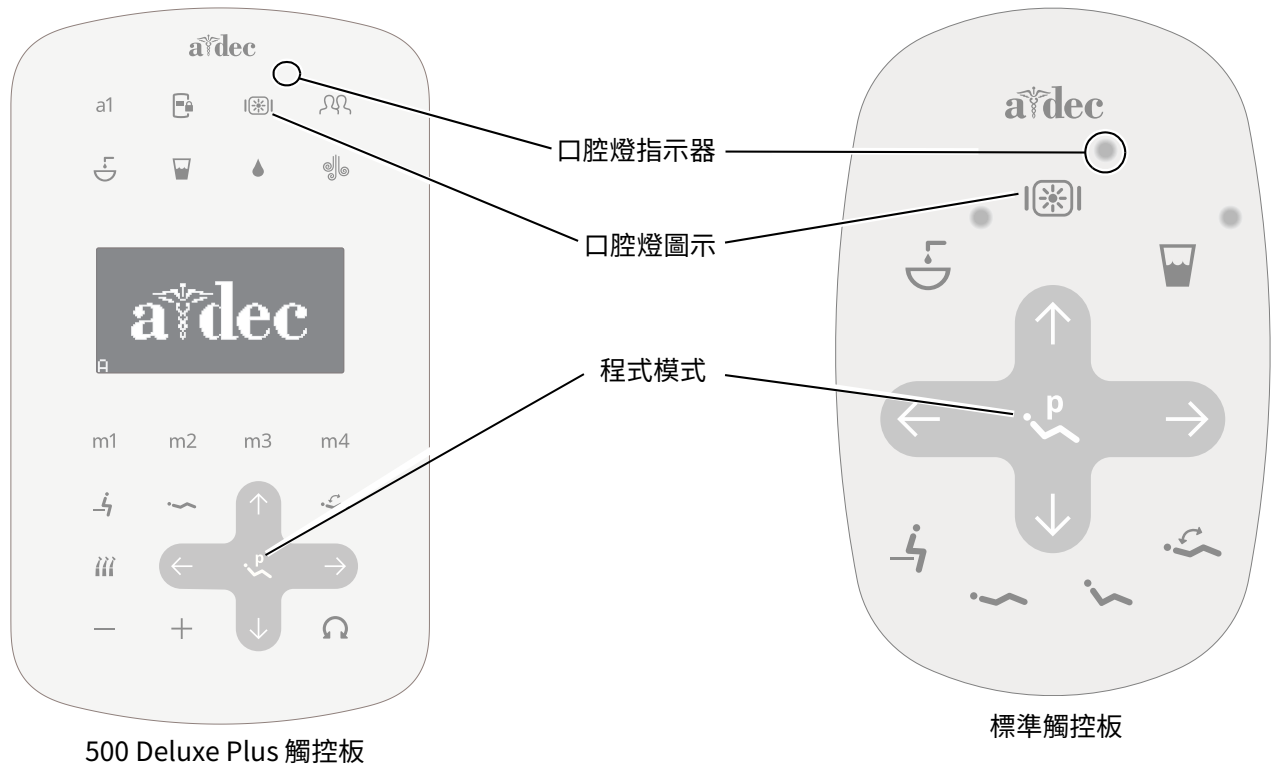 a dec
a1
a dec
A
m1 m2 m3 m4
p
500 Deluxe Plus 觸控板
口腔燈指示器
口腔燈圖示
程式模式
a dec
p
標準觸控板